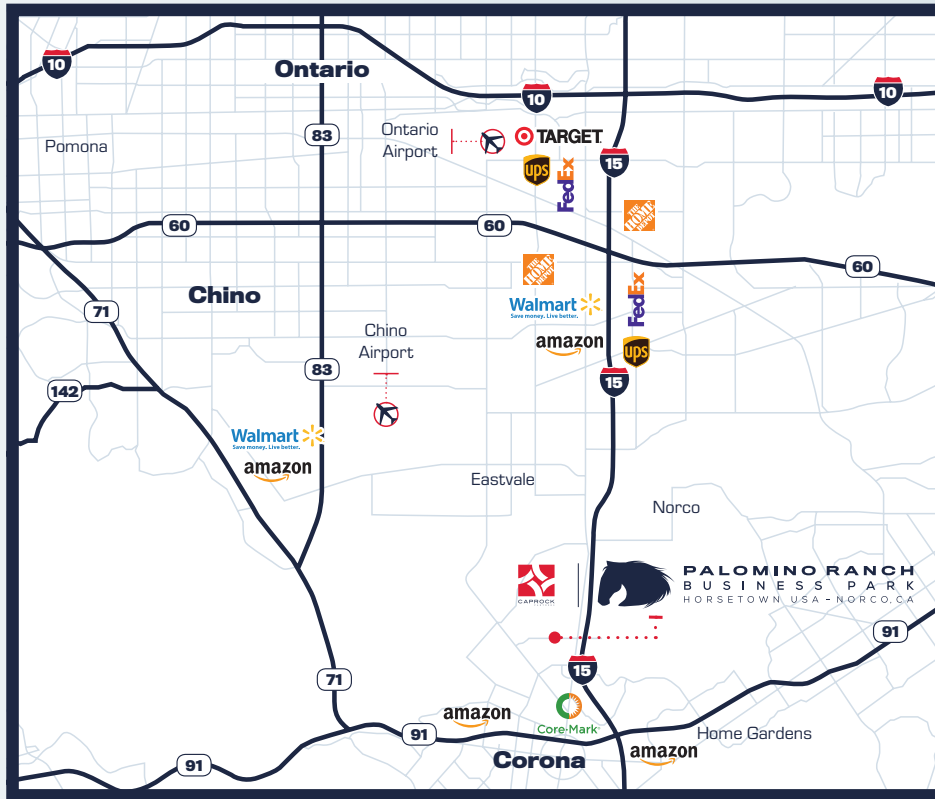 10
Ontario
10
10
83
Ontario
Airport
TARGET
Pomona
15
ups
FedEx
THE
HOME
DEPOT
60
60
60
THE
HOME
DEPOT
Chino
Walmart
Save money. Live better.
FedEx
71
Chino
Airport
amazon
ups
83
15
142
Walmart
Save money. Live better.
amazon
Eastvale
Norco
CAPROCK
PALOMINO RANCH
BUSINESS PARK
HORSETOWN USA - NORCO, CA
91
15
71
amazon
Core-Mark
91
Home Gardens
amazon
Corona
91